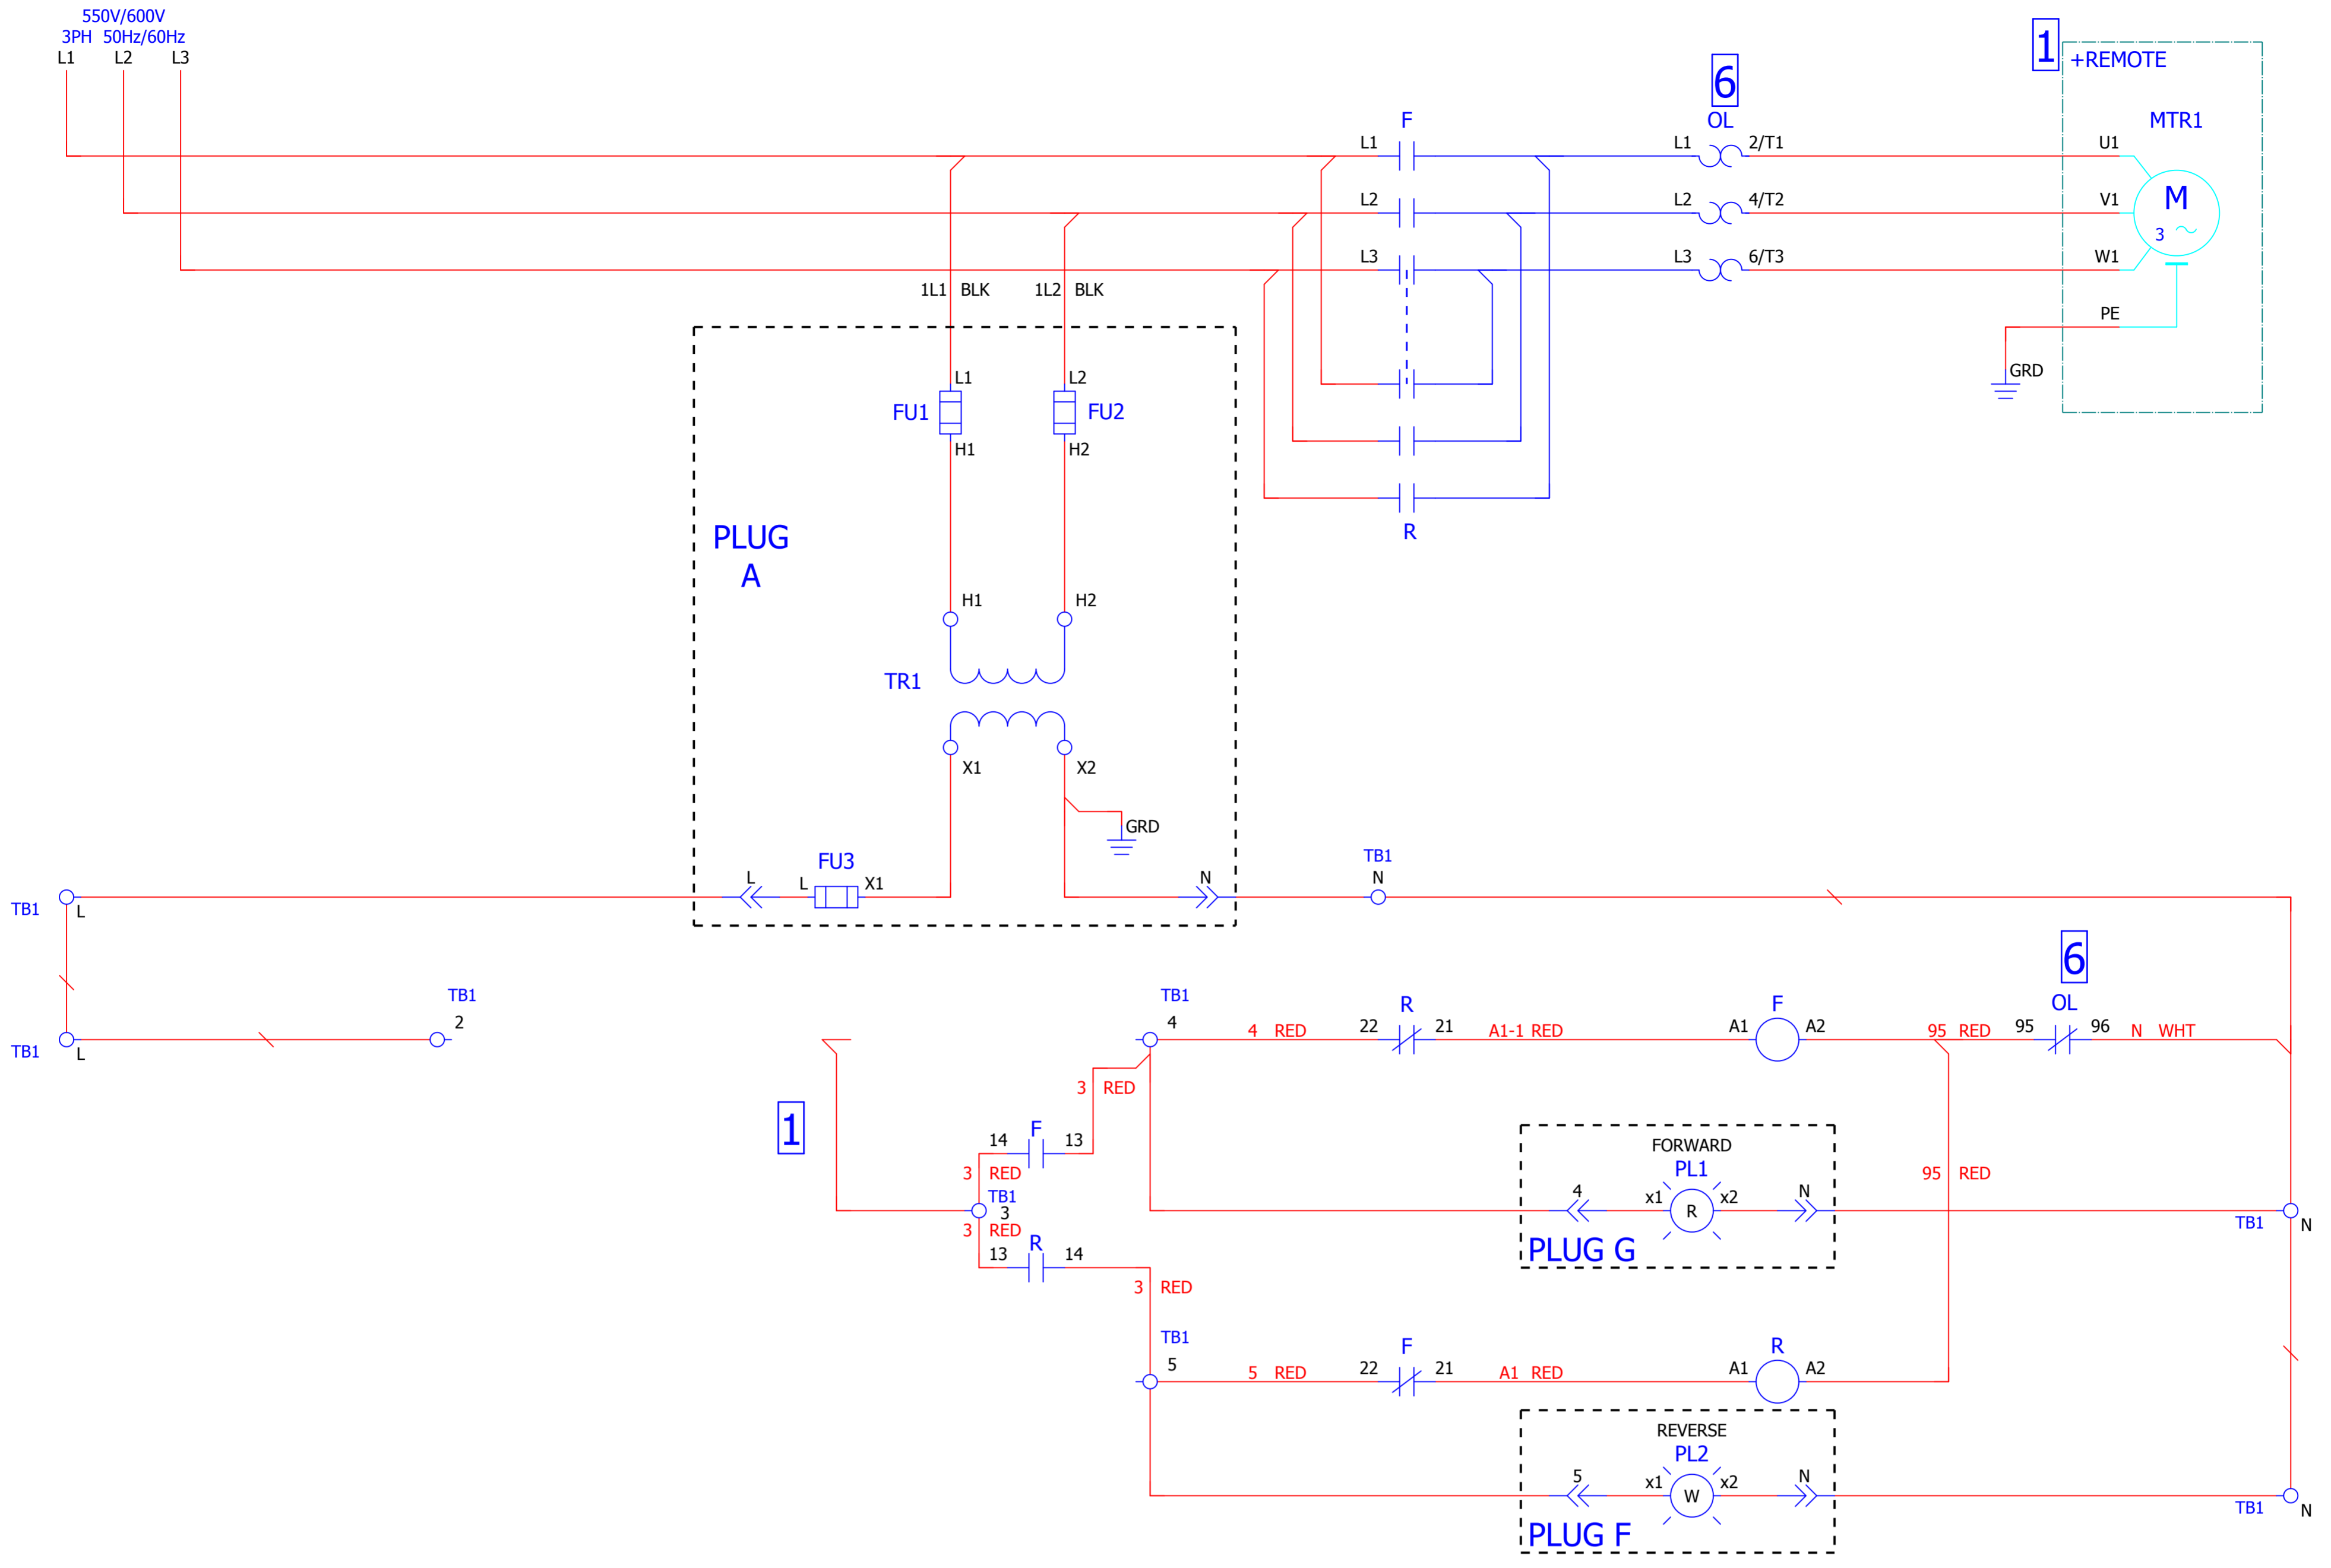 550V/600V
3PH 50Hz/60Hz
L1 L2 L3
1
+REMOTE
6
OL
F
MTR1
L1
L1 2/T1
U1
L2
L2 4/T2
V1
M
3
L3
L3 6/T3
W1
1L1 BLK
1L2 BLK
PE
GRD
L1
L2
FU1
FU2
H1
H2
R
PLUG
A
H1
H2
TR1
X1
X2
GRD
FU3
L
L X1
N
TB1
N
TB1
L
6
OL
TB1
2
TB1
L
TB1
4
4 RED
R
22 21
A1-1 RED
F
A1 A2
95 RED
95 96
N WHT
3 RED
1
F
14 13
3 RED
TB1
3
3 RED
R
13 14
3 RED
FORWARD
PL1
4
x1 x2
R
N
PLUG G
95 RED
TB1 N
TB1
5
5 RED
F
22 21
A1 RED
R
A1 A2
REVERSE
PL2
5
x1 x2
W
N
PLUG F
TB1 N